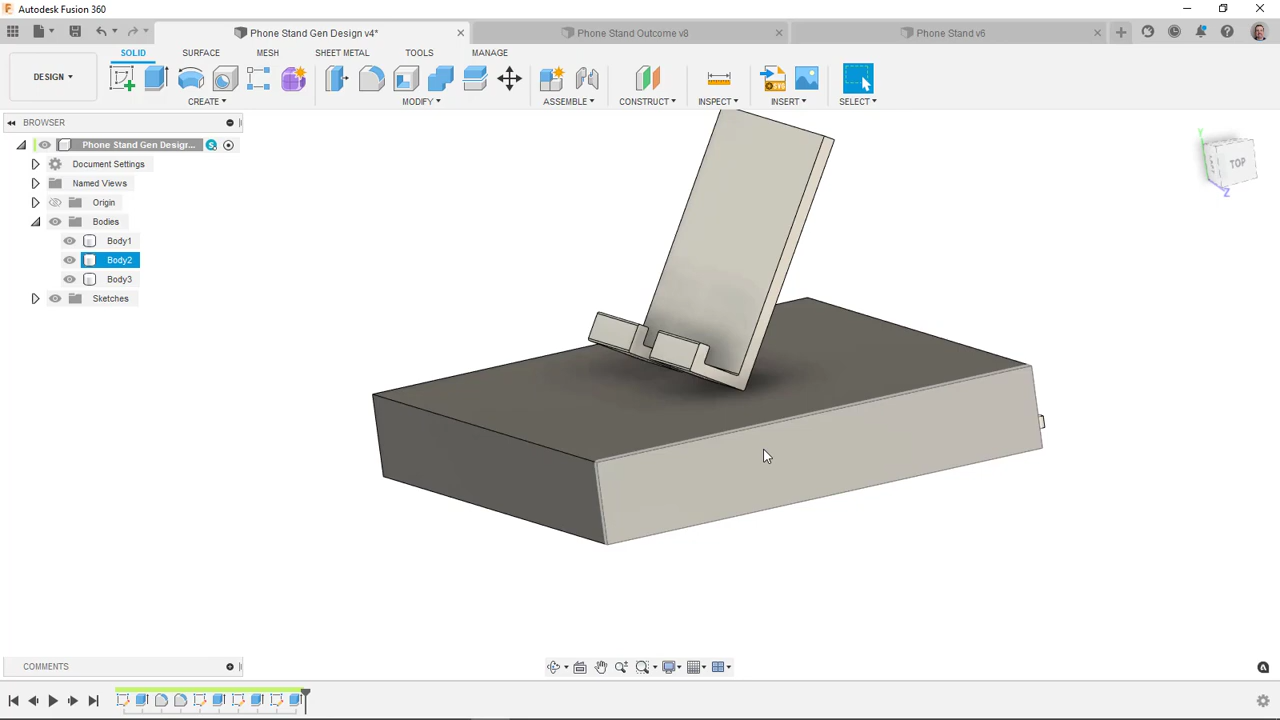 Autodesk Fusion 360
Phone Stand Gen Design v4*
Phone Stand Outcome v8
Phone Stand v6
DESIGN
SOLID
SURFACE
MESH
SHEET METAL
TOOLS
MANAGE
CREATE
MODIFY
ASSEMBLE
CONSTRUCT
INSPECT
INSERT
SELECT
BROWSER
Phone Stand Gen Desigr...
Document Settings
Named Views
Origin
Bodies
Body1
Body2
Body3
Sketches
Y
TOP
Z
COMMENTS